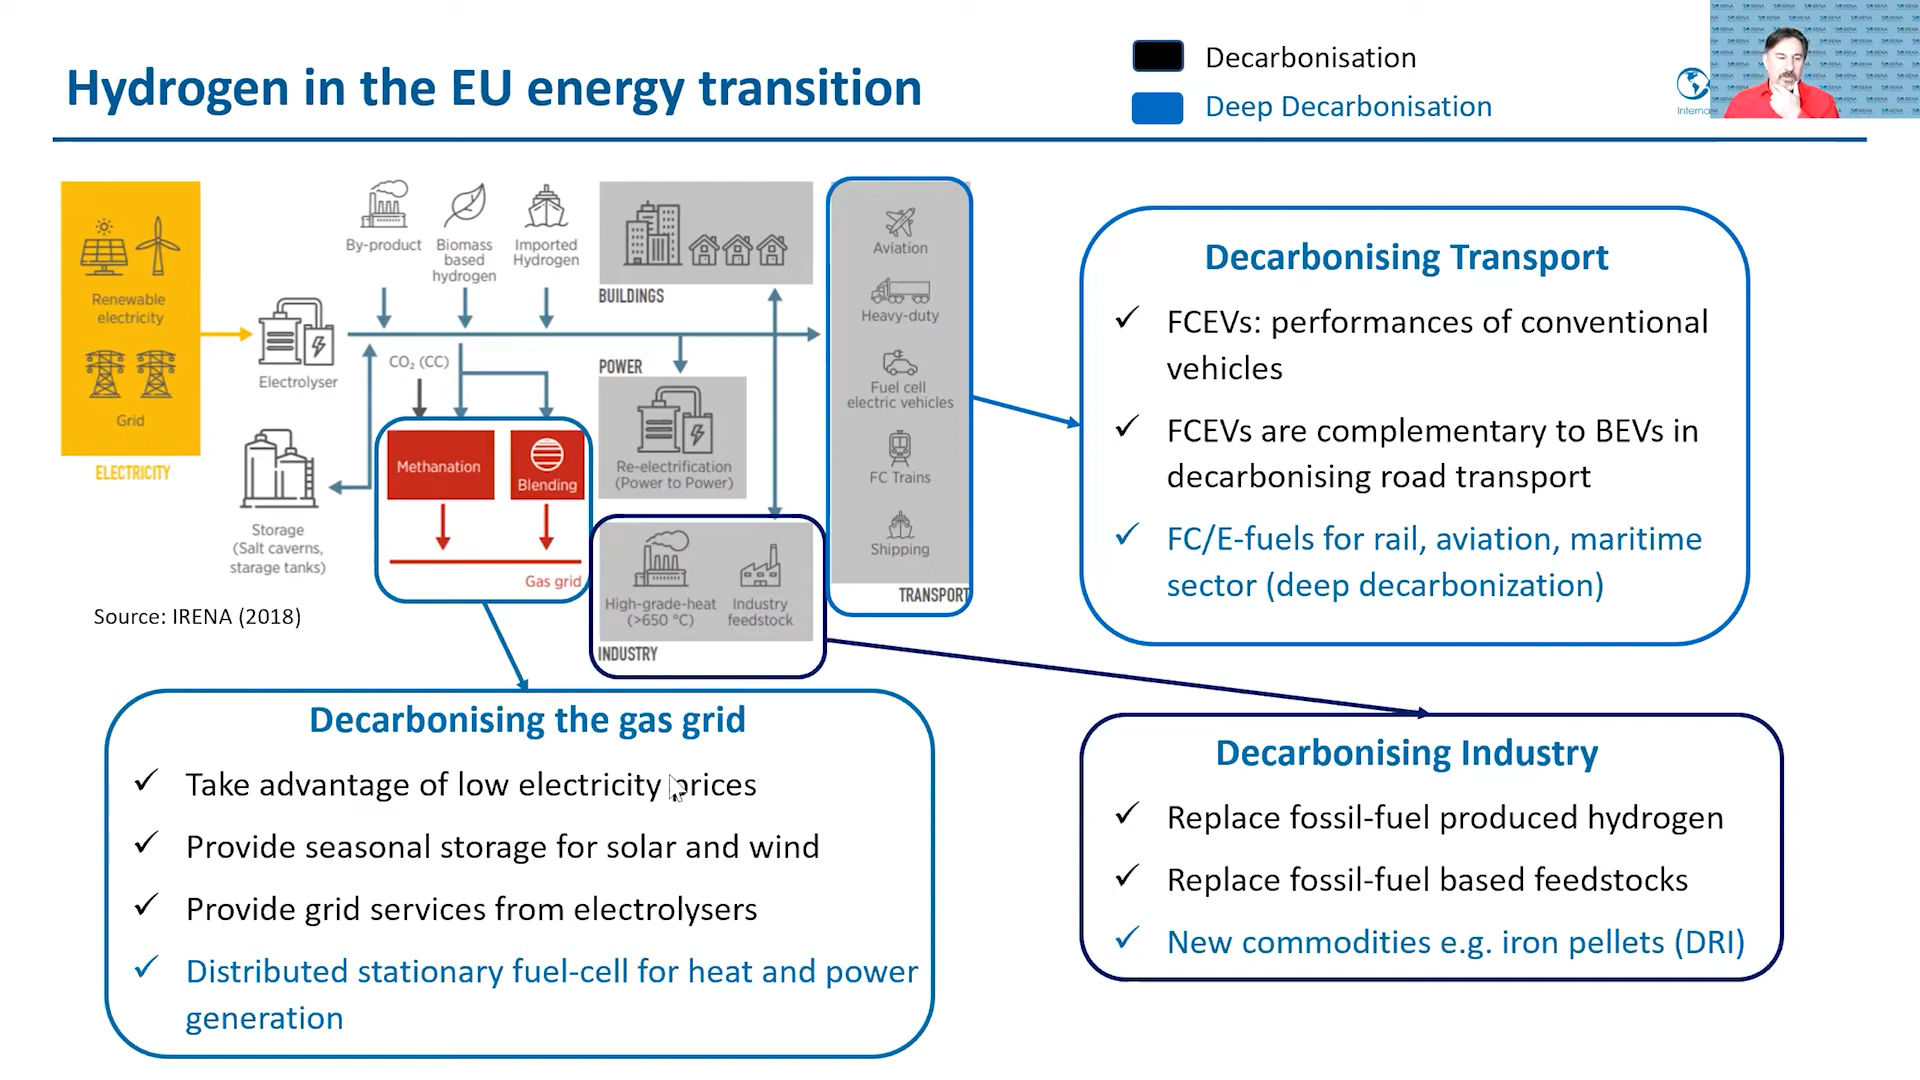 Hydrogen in the EU energy transition
Decarbonisation
Deep Decarbonisation
Interna
Renewable
electricity
Grid
ELECTRICITY
Electrolyser
By-product
Biomass
based
hydrogen
Imported
Hydrogen
CO₂ (CC)
Storage
(Salt caverns,
starage tanks)
Methanation
Blending
Gas grid
BUILDINGS
POWER
Re-electrification
(Power to Power)
High-grade-heat
(>650 °C)
Industry
feedstock
INDUSTRY
Aviation
Heavy-duty
Fuel cell
electric vehicles
FC Trains
Shipping
TRANSPORT
Source: IRENA (2018)
Decarbonising Transport
✓ FCEVs: performances of conventional
vehicles
✓ FCEVs are complementary to BEVs in
decarbonising road transport
✓ FC/E-fuels for rail, aviation, maritime
sector (deep decarbonization)
Decarbonising the gas grid
✓ Take advantage of low electricity prices
✓ Provide seasonal storage for solar and wind
✓ Provide grid services from electrolysers
✓ Distributed stationary fuel-cell for heat and power
generation
Decarbonising Industry
✓ Replace fossil-fuel produced hydrogen
✓ Replace fossil-fuel based feedstocks
✓ New commodities e.g. iron pellets (DRI)